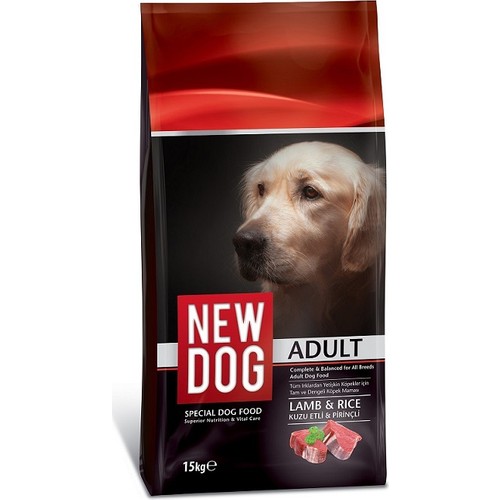 NEW
DOG
SPECIAL DOG FOOD
Superior Nutrition & Vital Care
ADULT
Complete & Balanced for All Breeds
Adult Dog Food
Tüm Irklardan Yetişkin Köpekler için
Tam ve Dengeli Köpek Maması
LAMB & RICE
KUZU ETLİ & PİRİNÇLİ
15kg℮